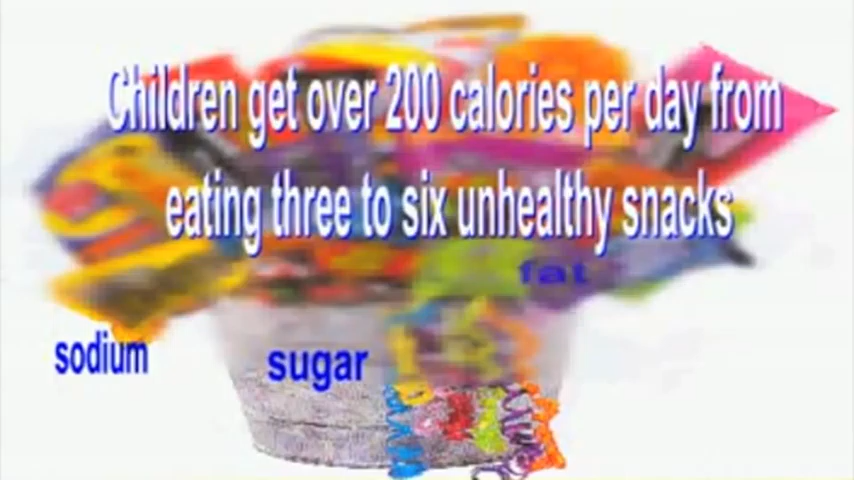 Children get over 200 calories per day from
eating three to six unhealthy snacks
fat
sodium
sugar